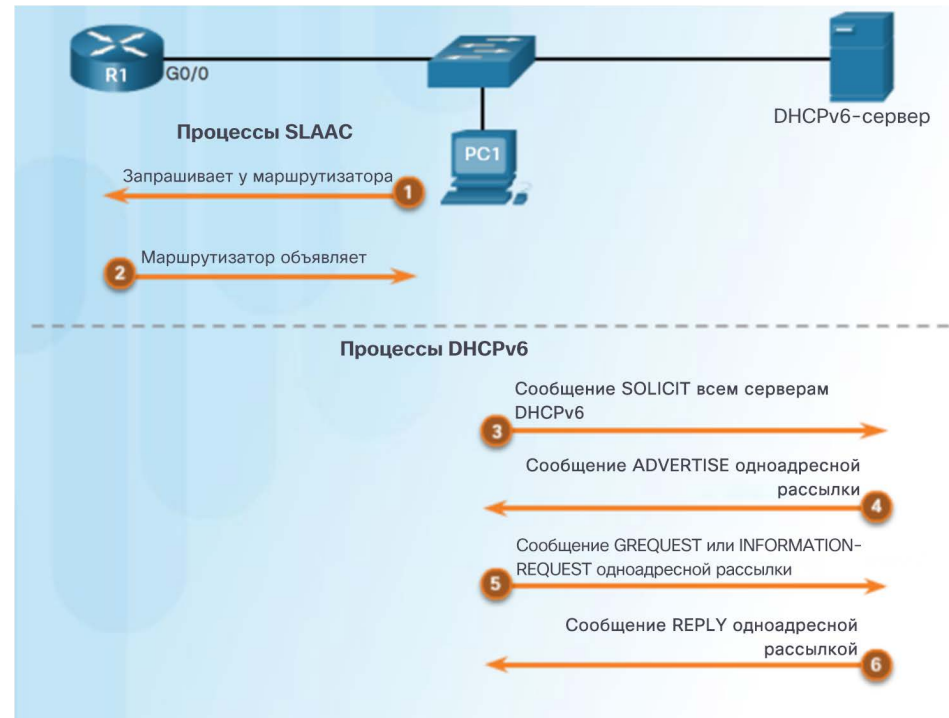 R1
G0/0
DHCPv6-сервер
Процессы SLAAC
PC1
Запрашивает у маршрутизатора
1
Маршрутизатор объявляет
2
Процессы DHCPv6
Сообщение SOLICIT всем серверам
DHCPv6
3
Сообщение ADVERTISE одноадресной
рассылки
4
Сообщение GREQUEST или INFORMATION-
REQUEST одноадресной рассылки
5
Сообщение REPLY одноадресной
рассылкой
6